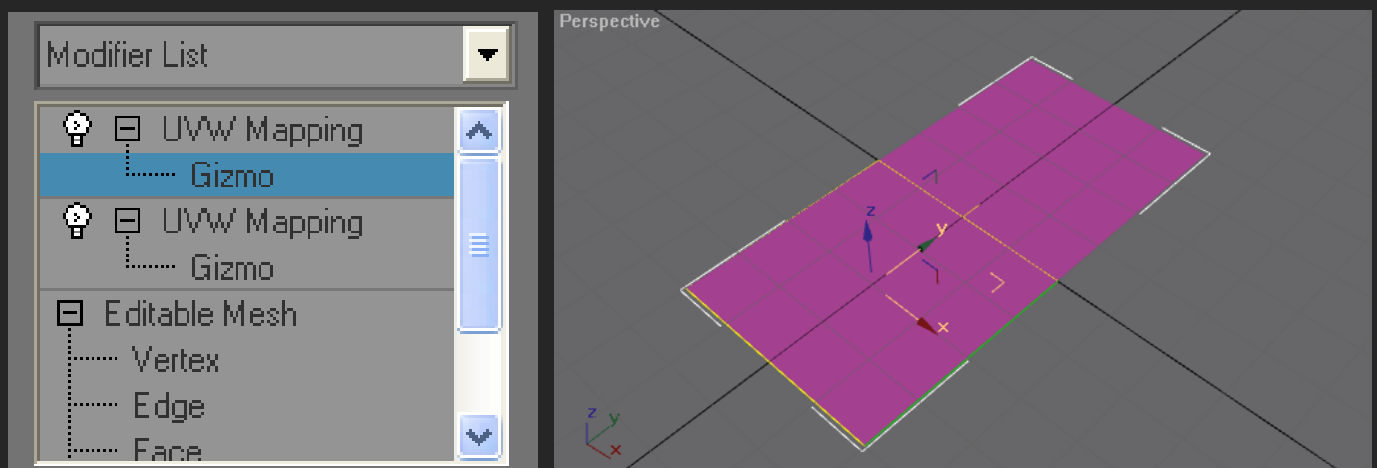 Modifier List
UVW Mapping
Gizmo
UVW Mapping
Gizmo
Editable Mesh
Vertex
Edge
Face
Perspective
z
y
x
z
y
x